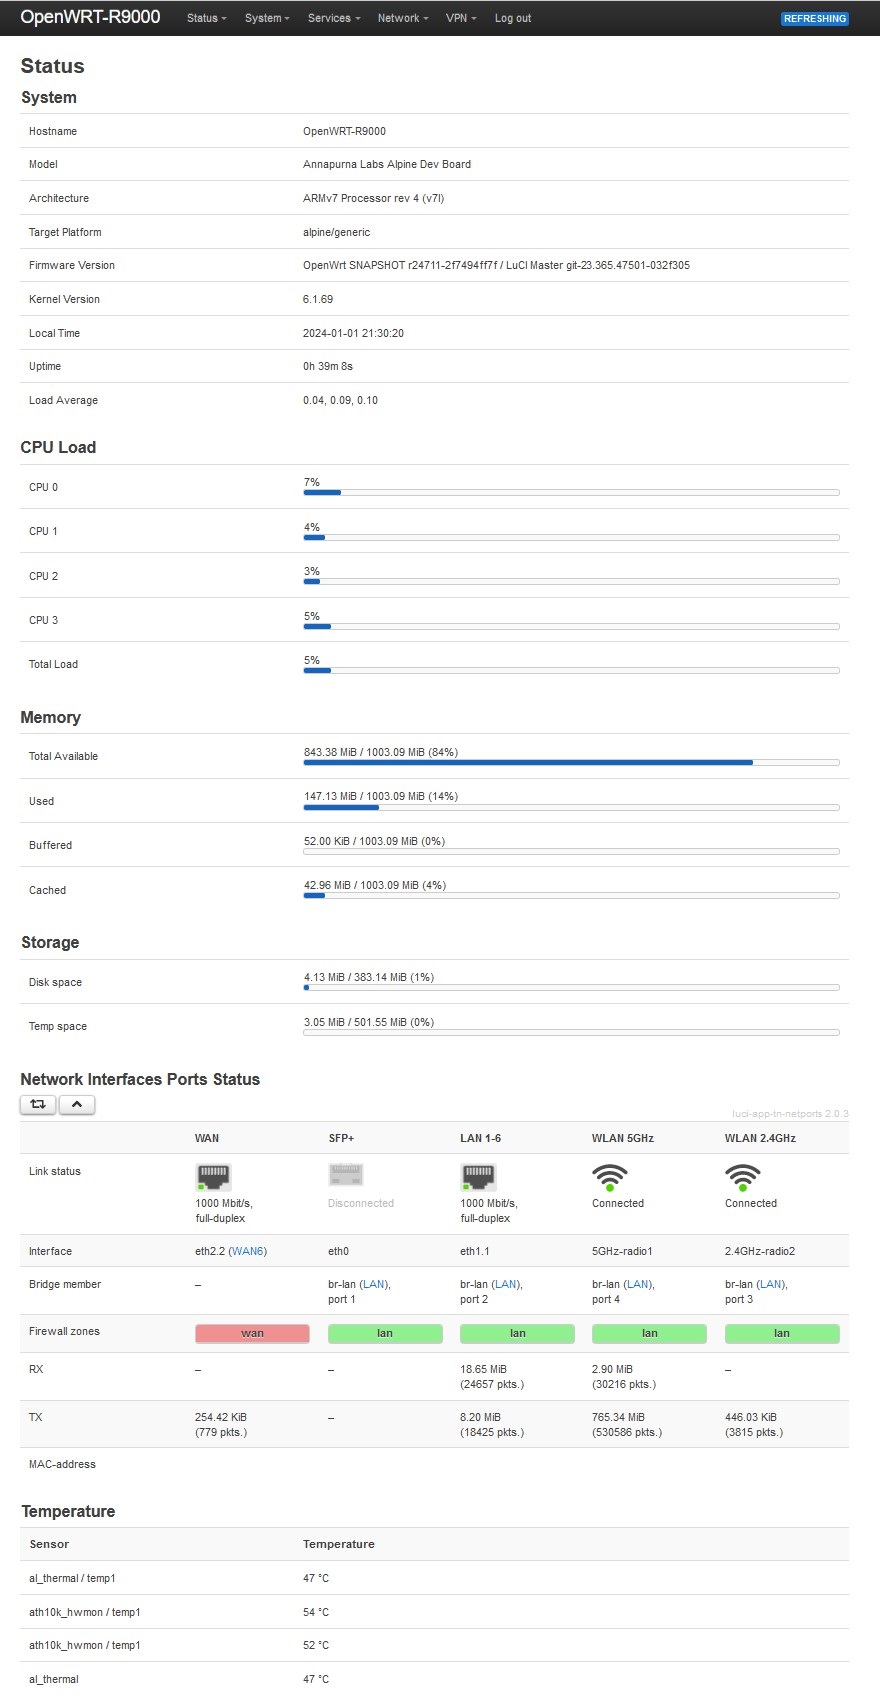 OpenWRT-R9000 Status System Services Network VPN Log out REFRESHING
Status
System
Hostname OpenWRT-R9000
Model Annapurna Labs Alpine Dev Board
Architecture ARMv7 Processor rev 4 (v7l)
Target Platform alpine/generic
Firmware Version OpenWrt SNAPSHOT r24711-2f7494ff7f / LuCI Master git-23.365.47501-032f305
Kernel Version 6.1.69
Local Time 2024-01-01 21:30:20
Uptime 0h 39m 8s
Load Average 0.04, 0.09, 0.10
CPU Load
CPU 0 7%
CPU 1 4%
CPU 2 3%
CPU 3 5%
Total Load 5%
Memory
Total Available 843.38 MiB / 1003.09 MiB (84%)
Used 147.13 MiB / 1003.09 MiB (14%)
Buffered 52.00 KiB / 1003.09 MiB (0%)
Cached 42.96 MiB / 1003.09 MiB (4%)
Storage
Disk space 4.13 MiB / 383.14 MiB (1%)
Temp space 3.05 MiB / 501.55 MiB (0%)
Network Interfaces Ports Status
luci-app-tn-netports 2.0.3
WAN SFP+ LAN 1-6 WLAN 5GHz WLAN 2.4GHz
Link status
1000 Mbit/s, Disconnected 1000 Mbit/s, Connected Connected
full-duplex full-duplex
Interface eth2.2 (WAN6) eth0 eth1.1 5GHz-radio1 2.4GHz-radio2
Bridge member – br-lan (LAN), br-lan (LAN), br-lan (LAN), br-lan (LAN),
port 1 port 2 port 4 port 3
Firewall zones wan lan lan lan lan
RX – – 18.65 MiB 2.90 MiB –
(24657 pkts.) (30216 pkts.)
TX 254.42 KiB – 8.20 MiB 765.34 MiB 446.03 KiB
(779 pkts.) (18425 pkts.) (530586 pkts.) (3815 pkts.)
MAC-address
Temperature
Sensor Temperature
al_thermal / temp1 47 °C
ath10k_hwmon / temp1 54 °C
ath10k_hwmon / temp1 52 °C
al_thermal 47 °C